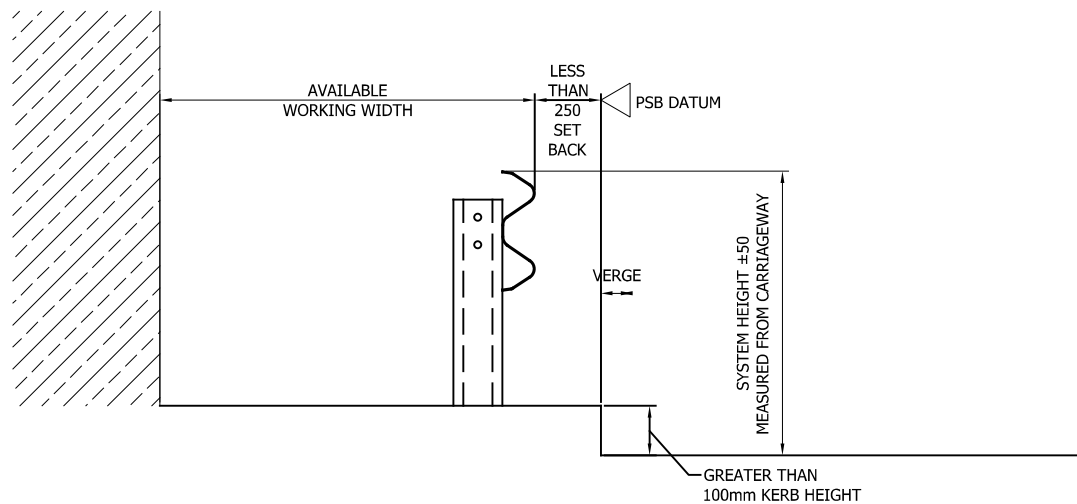 AVAILABLE
WORKING WIDTH
LESS
THAN
250
SET
BACK
PSB DATUM
VERGE
SYSTEM HEIGHT ±50
MEASURED FROM CARRIAGEWAY
GREATER THAN
100mm KERB HEIGHT